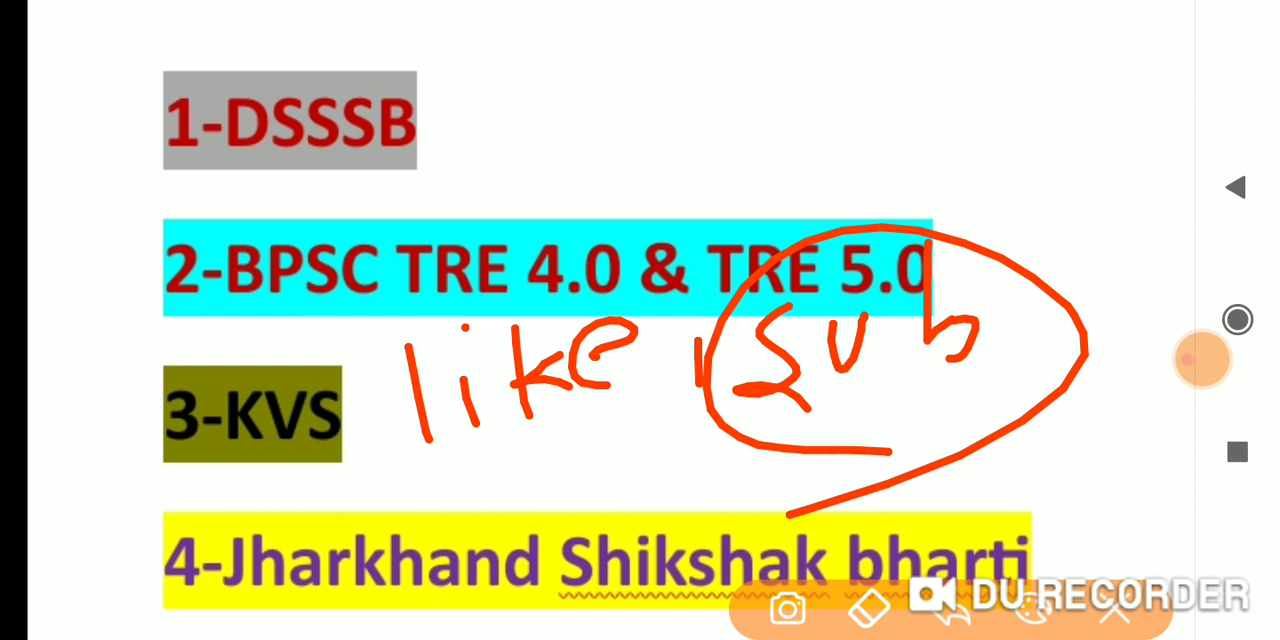 1-DSSSB
2-BPSC TRE 4.0 & TRE 5.0
like, Sub
3-KVS
4-Jharkhand Shikshak bharti
DU RECORDER